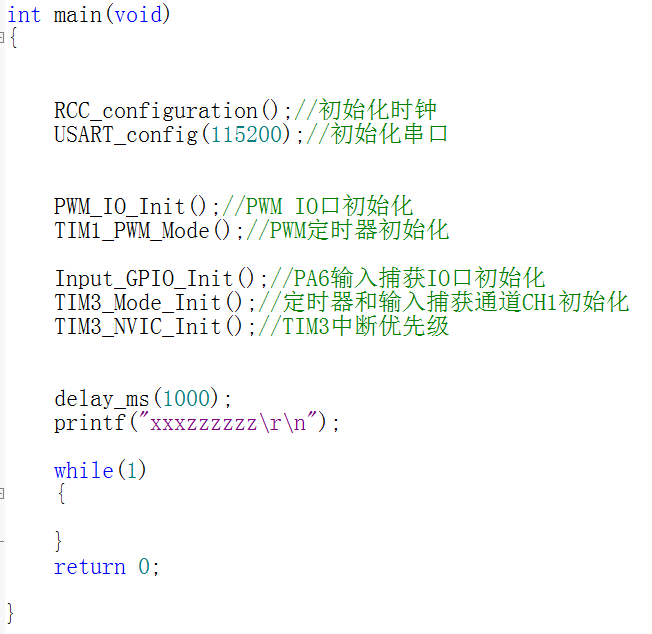 int main(void)
{
RCC_configuration();//初始化时钟
USART_config(115200);//初始化串口
PWM_IO_Init();//PWM IO口初始化
TIM1_PWM_Mode();//PWM定时器初始化
Input_GPIO_Init();//PA6输入捕获IO口初始化
TIM3_Mode_Init();//定时器和输入捕获通道CH1初始化
TIM3_NVIC_Init();//TIM3中断优先级
delay_ms(1000);
printf("xxxzzzzzz\r\n");
while(1)
{
}
return 0;
}